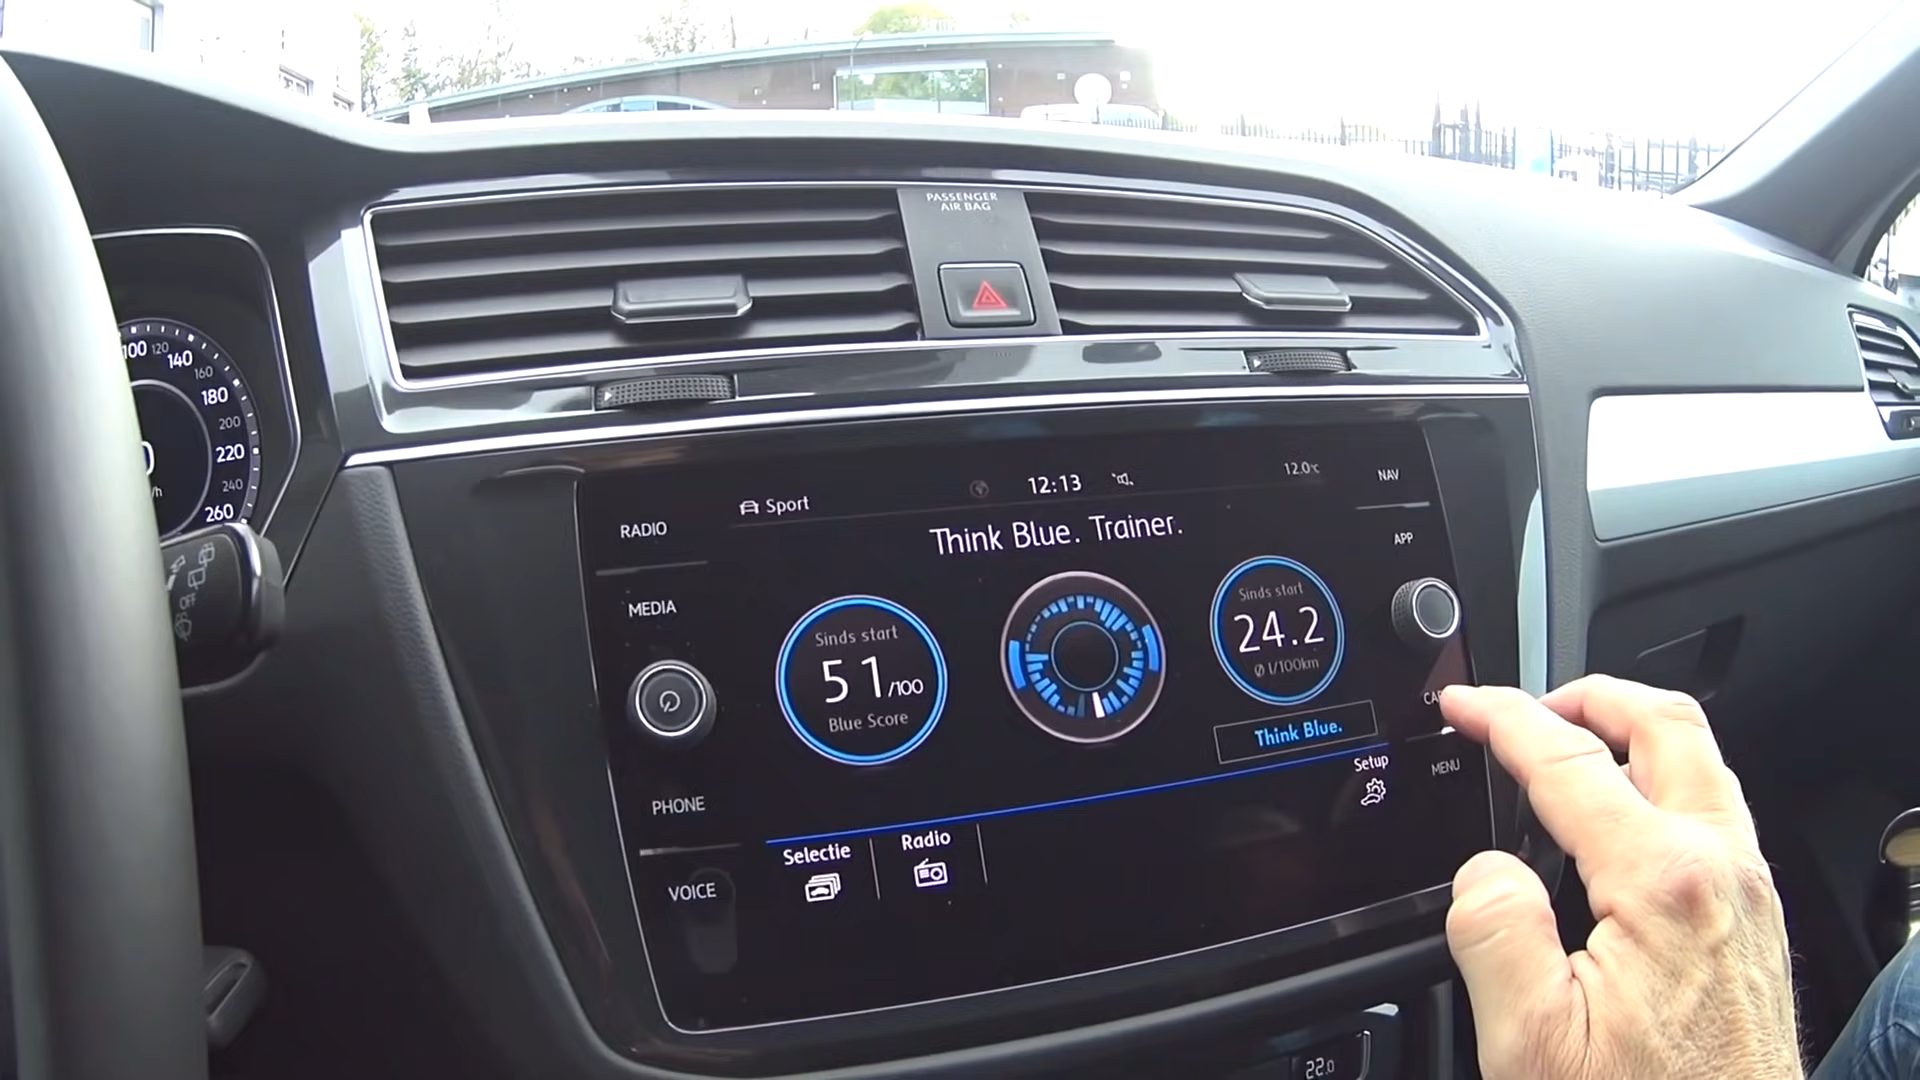 PASSENGER
AIR BAG
100
120
140
160
180
200
220
240
260
0
/h
OFF
RADIO
MEDIA
PHONE
VOICE
Sport
12:13
12.0°C
Think Blue. Trainer.
Sinds start
51/100
Blue Score
Sinds start
24.2
Ø l/100km
Think Blue.
Setup
Selectie
Radio
NAV
APP
CAR
MENU
22.0